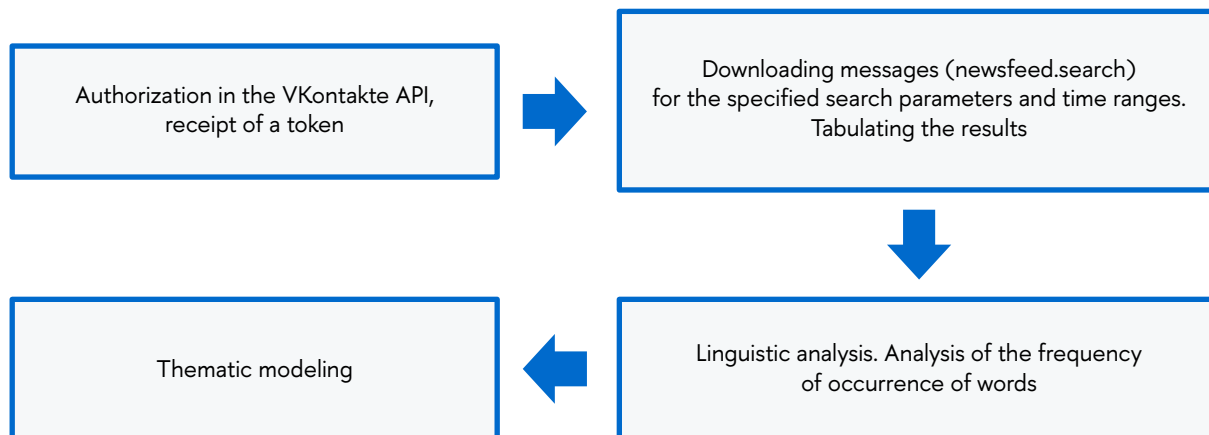 Authorization in the VKontakte API,
receipt of a token
Downloading messages (newsfeed.search)
for the specified search parameters and time ranges.
Tabulating the results
Linguistic analysis. Analysis of the frequency
of occurrence of words
Thematic modeling